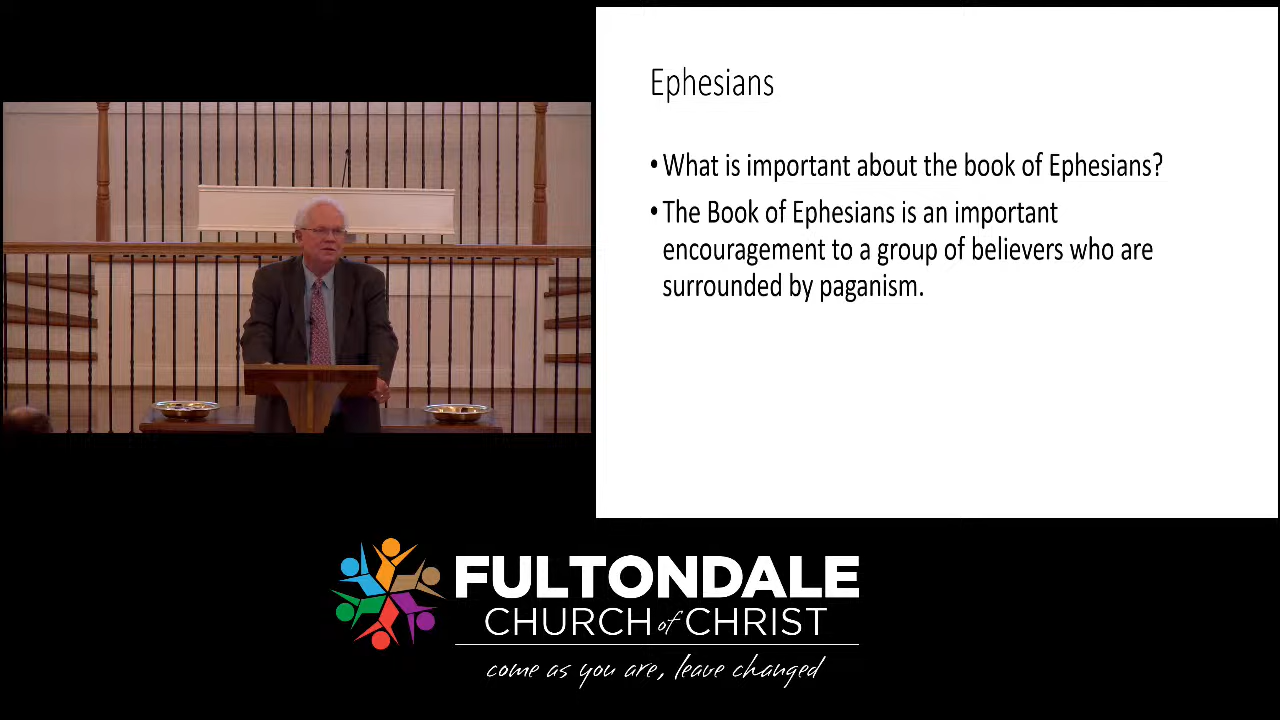 Ephesians
•What is important about the book of Ephesians?
•The Book of Ephesians is an important
encouragement to a group of believers who are
surrounded by paganism.
FULTONDALE
CHURCH of CHRIST
come as you are, leave changed